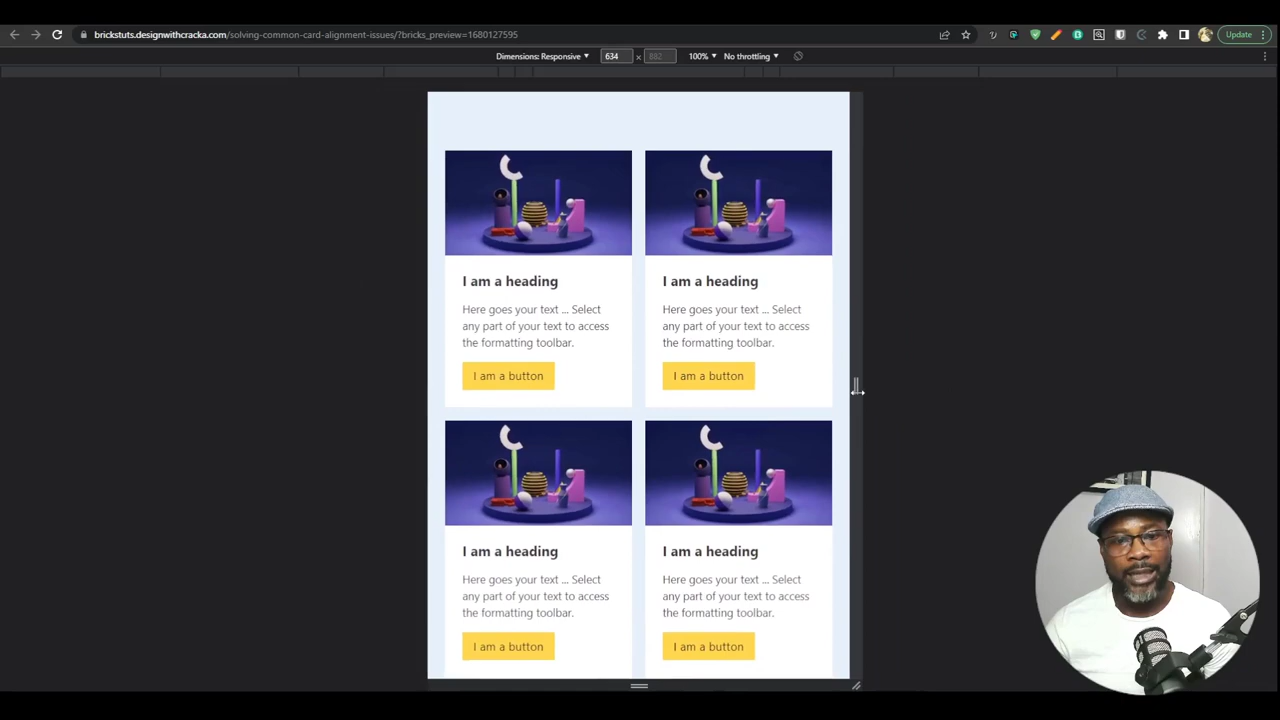 brickstuts.designwithcracka.com/solving-common-card-alignment-issues/?bricks_preview=1680127595
Update
Dimensions: Responsive
634 × 882
100%
No throttling
I am a heading
Here goes your text ... Select
any part of your text to access
the formatting toolbar.
I am a button
I am a heading
Here goes your text ... Select
any part of your text to access
the formatting toolbar.
I am a button
I am a heading
Here goes your text ... Select
any part of your text to access
the formatting toolbar.
I am a button
I am a heading
Here goes your text ... Select
any part of your text to access
the formatting toolbar.
I am a button